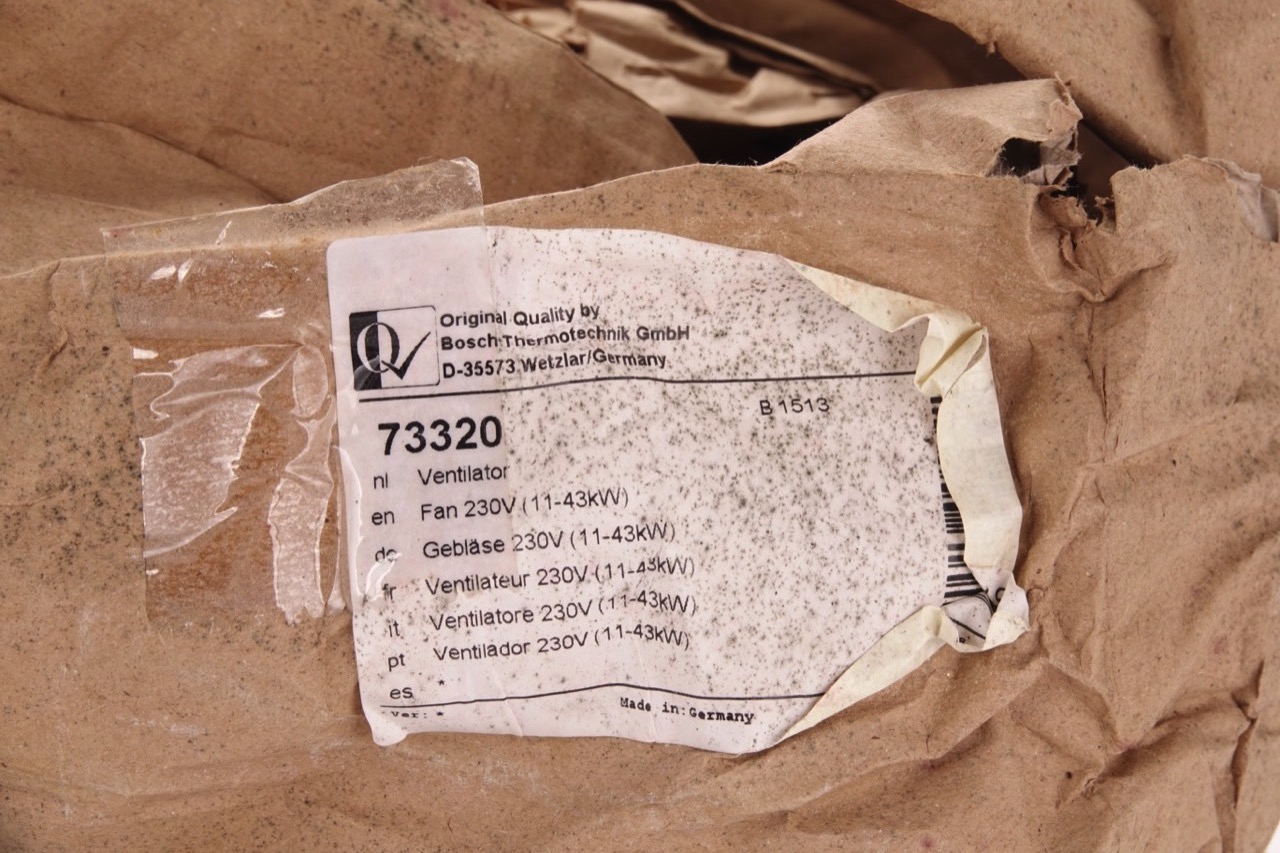 Q
Original Quality by
Bosch Thermotechnik GmbH
D-35573 Wetzlar/Germany
B 1513
73320
nl Ventilator
en Fan 230V (11-43kW)
de Gebläse 230V (11-43kW)
fr Ventilateur 230V (11-43kW)
it Ventilatore 230V (11-43kW)
pt Ventilador 230V (11-43kW)
es *
Ver: *
Made in: Germany